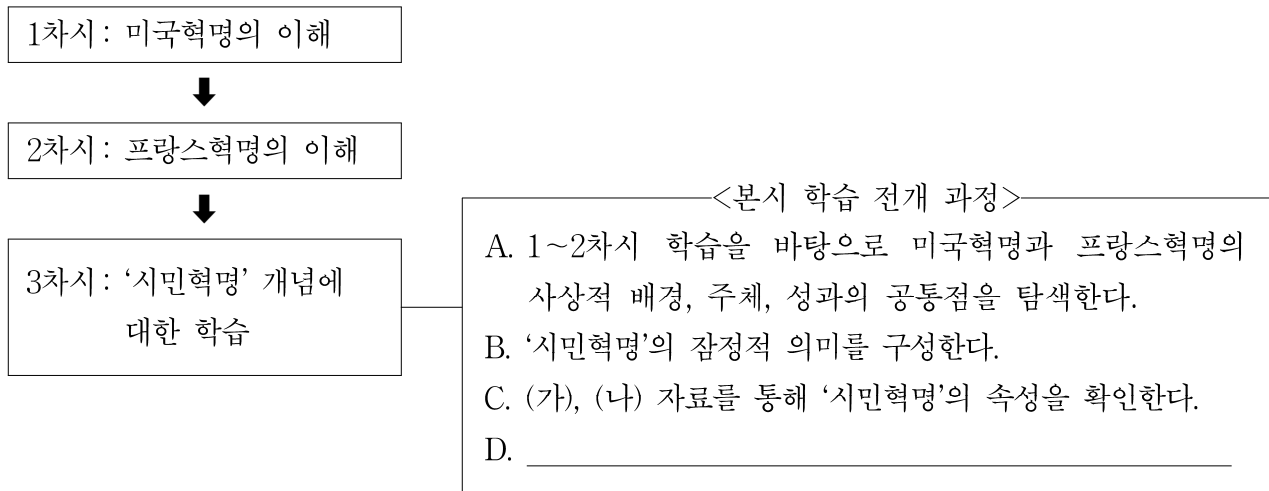 1차시 : 미국혁명의 이해
2차시 : 프랑스혁명의 이해
3차시 : ‘시민혁명’ 개념에
대한 학습
<본시 학습 전개 과정>
A. 1~2차시 학습을 바탕으로 미국혁명과 프랑스혁명의
사상적 배경, 주체, 성과의 공통점을 탐색한다.
B. ‘시민혁명’의 잠정적 의미를 구성한다.
C. (가), (나) 자료를 통해 ‘시민혁명’의 속성을 확인한다.
D.